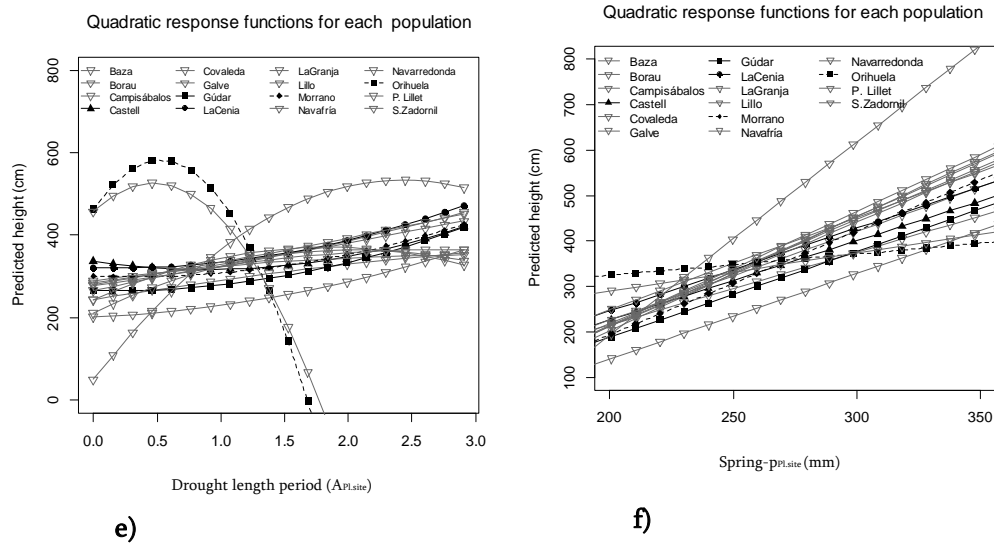 Quadratic response functions for each population
Predicted height (cm)
800
600
400
200
0
Baza
Borau
Campisábalos
Castell
Covaleda
Galve
Gúdar
LaCenia
LaGranja
Lillo
Morrano
Navafría
Navarredonda
Orihuela
P. Lillet
S.Zadornil
0.0 0.5 1.0 1.5 2.0 2.5 3.0
Drought length period (APl.site)
e)
Quadratic response functions for each population
Predicted height (cm)
800
700
600
500
400
300
200
100
Baza
Borau
Campisábalos
Castell
Covaleda
Galve
Gúdar
LaCenia
LaGranja
Lillo
Morrano
Navafría
Navarredonda
Orihuela
P. Lillet
S.Zadornil
200 250 300 350
Spring-pPl.site (mm)
f)